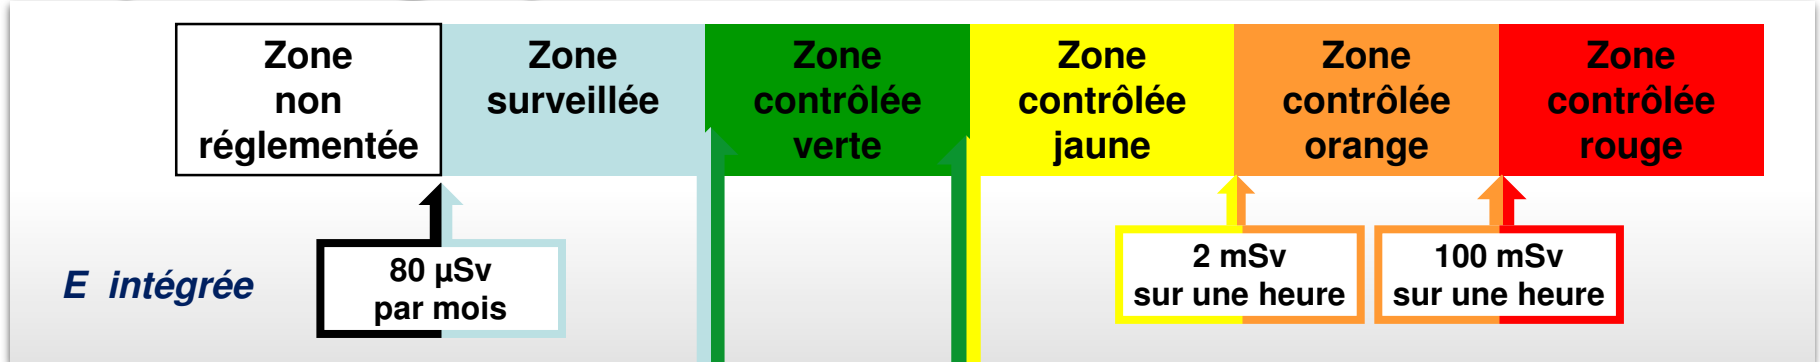 Zone
non
réglementée
Zone
surveillée
Zone
contrôlée
verte
Zone
contrôlée
jaune
Zone
contrôlée
orange
Zone
contrôlée
rouge
E intégrée
80 µSv
par mois
2 mSv
sur une heure
100 mSv
sur une heure